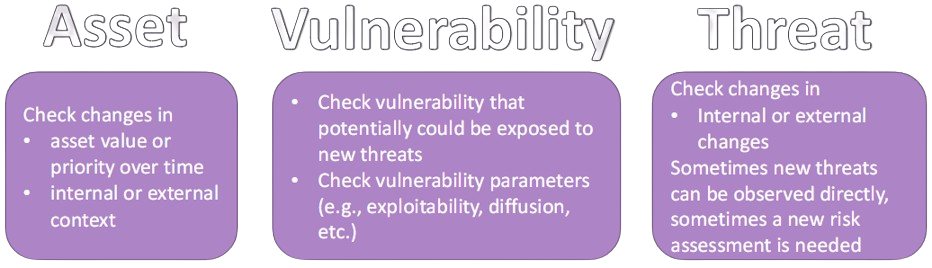 Asset
Vulnerability
Threat
Check changes in
• asset value or
priority over time
• internal or external
context
• Check vulnerability that
potentially could be exposed to
new threats
• Check vulnerability parameters
(e.g., exploitability, diffusion,
etc.)
Check changes in
• Internal or external
changes
Sometimes new threats
can be observed directly,
sometimes a new risk
assessment is needed